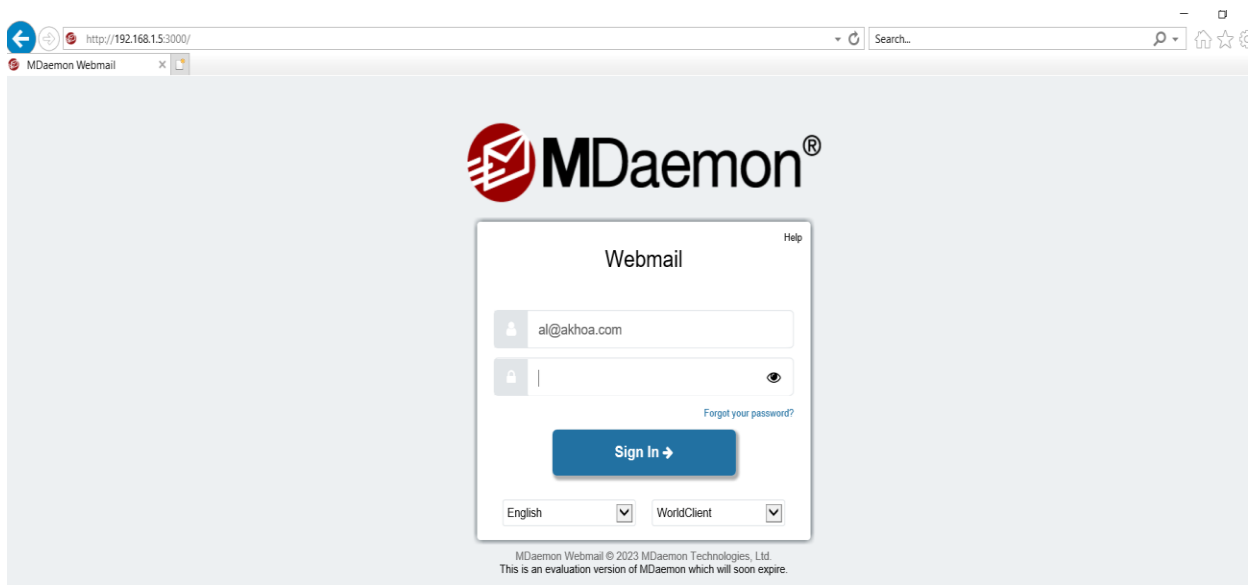 http://192.168.1.5:3000/
Search...
MDaemon Webmail
MDaemon®
Help
Webmail
al@akhoa.com
Forgot your password?
Sign In
English
WorldClient
MDaemon Webmail © 2023 MDaemon Technologies, Ltd.
This is an evaluation version of MDaemon which will soon expire.